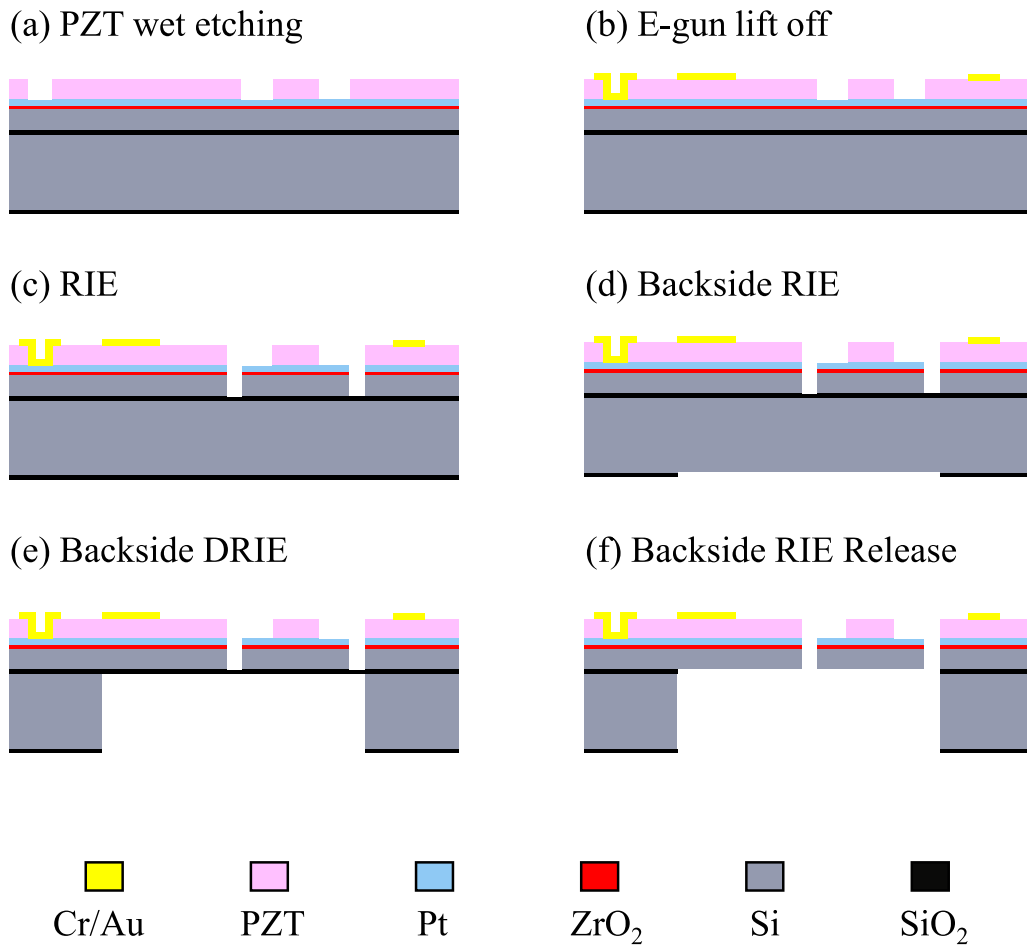 (a) PZT wet etching
(b) E-gun lift off
(c) RIE
(d) Backside RIE
(e) Backside DRIE
(f) Backside RIE Release
Cr/Au PZT Pt ZrO₂ Si SiO₂